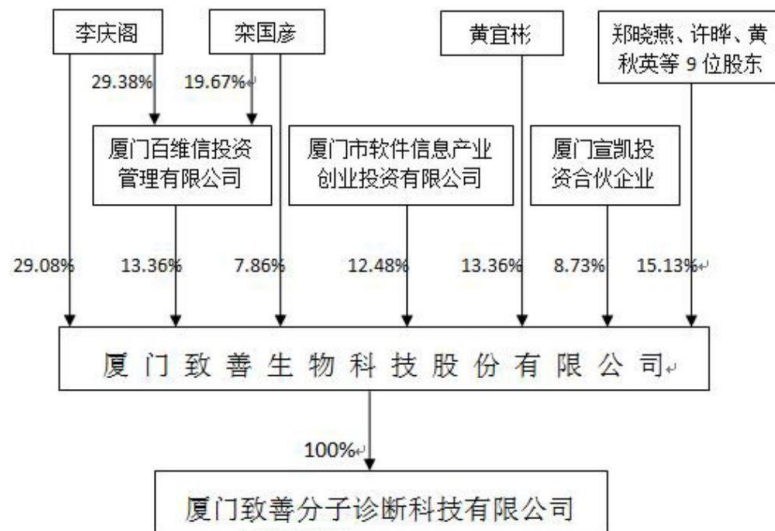 李庆阁
栾国彦
黄宜彬
郑晓燕、许晔、黄
秋英等 9 位股东
29.38%
19.67%
厦门百维信投资
管理有限公司
厦门市软件信息产业
创业投资有限公司
厦门宣凯投
资合伙企业
29.08%
13.36%
7.86%
12.48%
13.36%
8.73%
15.13%
厦门致善生物科技股份有限公司
100%
厦门致善分子诊断科技有限公司